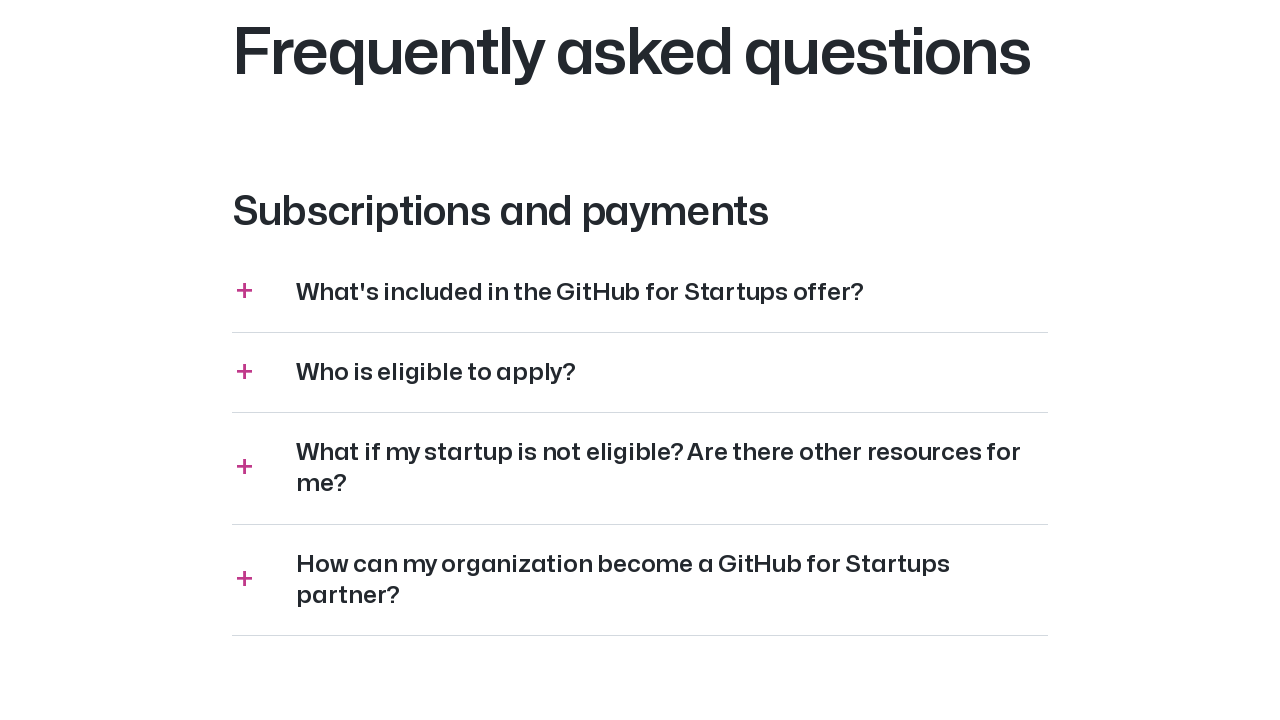 Frequently asked questions
Subscriptions and payments
+ What's included in the GitHub for Startups offer?
+ Who is eligible to apply?
+ What if my startup is not eligible? Are there other resources for
me?
+ How can my organization become a GitHub for Startups
partner?